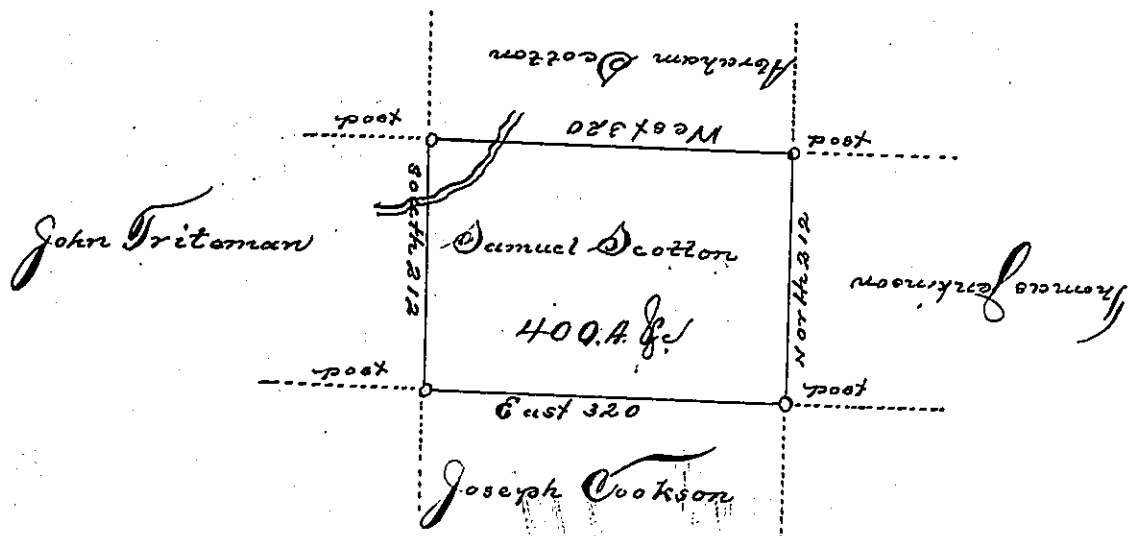 Abraham Scotton
post
West 320
post
John Tritsman
South 212
Samuel Scotton
North 212
Thomas Jenkinson
400.A. &c
post
East 320
post
Joseph Cookson